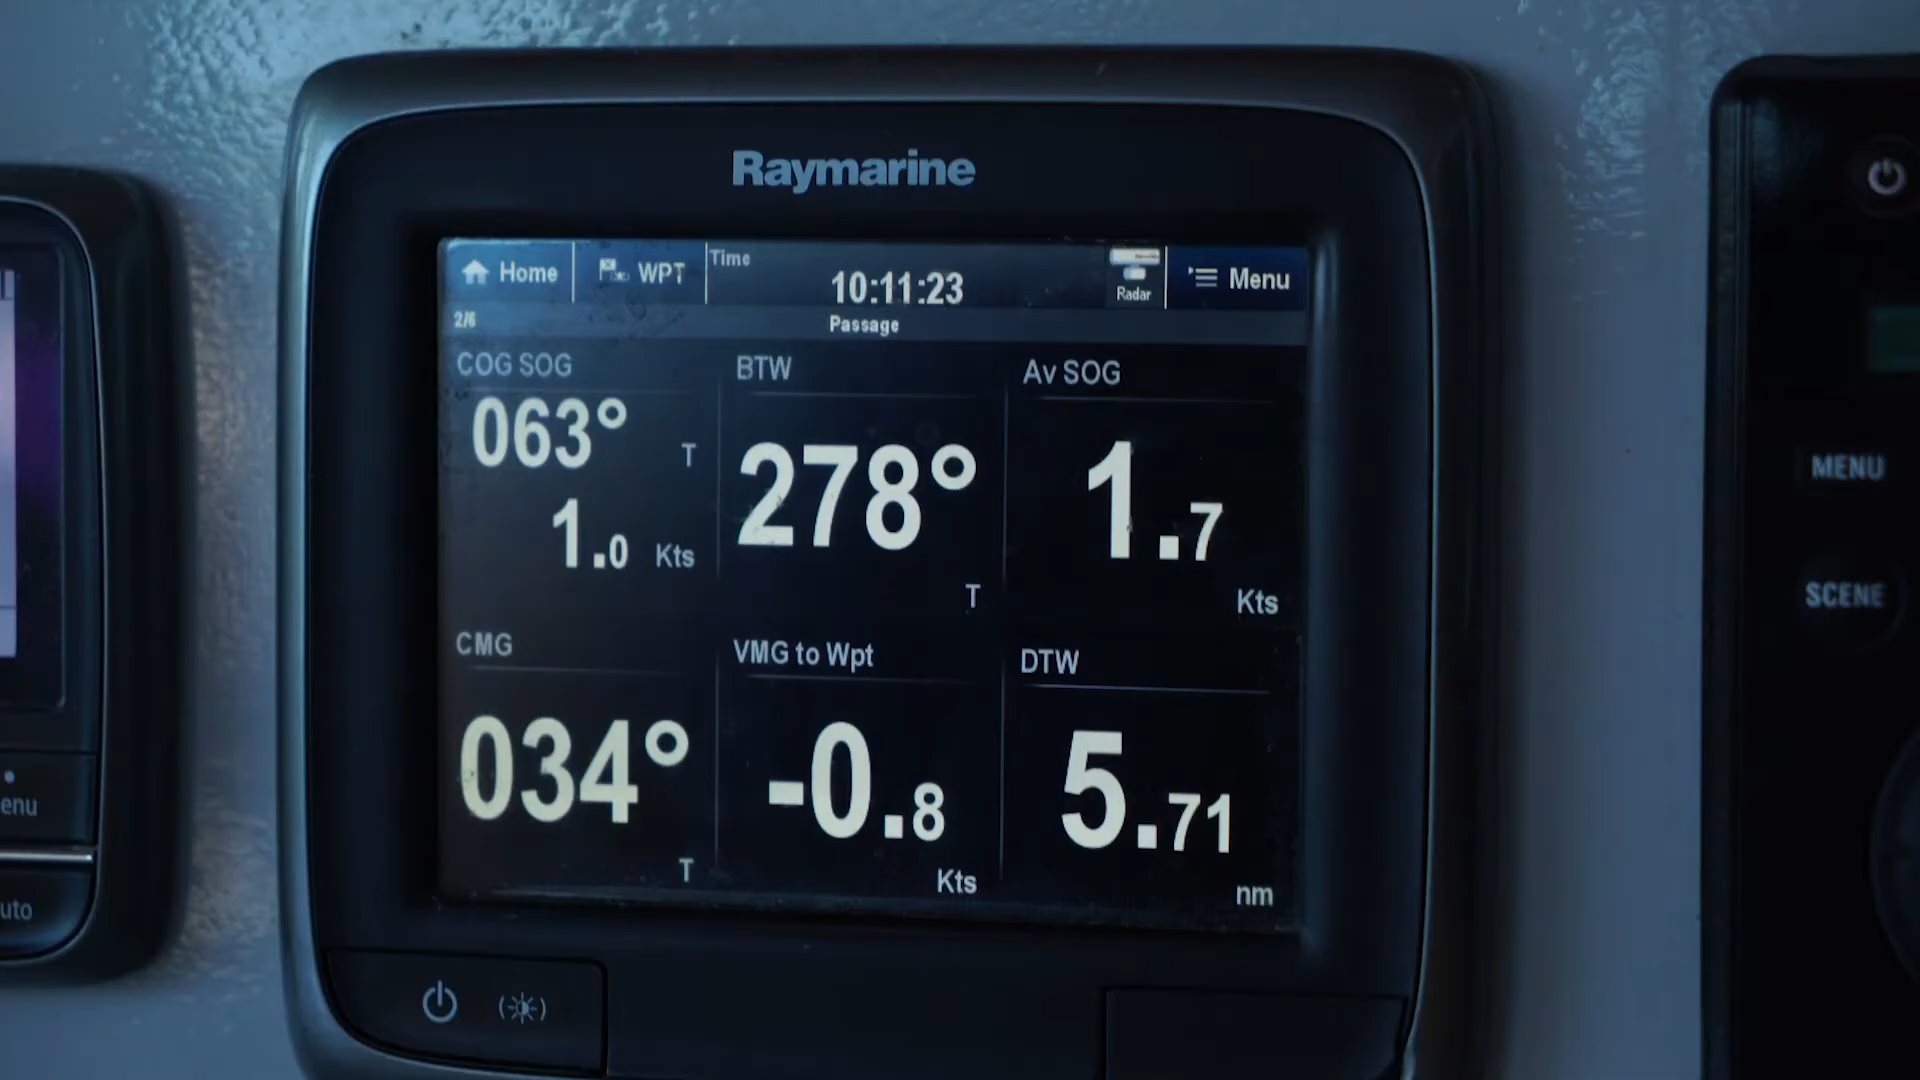 Raymarine
Home WPT Time 10:11:23 Radar Menu
2/6 Passage
COG SOG BTW Av SOG
063° T
1.0 Kts
278° T
1.7 Kts
CMG VMG to Wpt DTW
034° T
-0.8 Kts
5.71 nm
enu
uto
MENU
SCENE